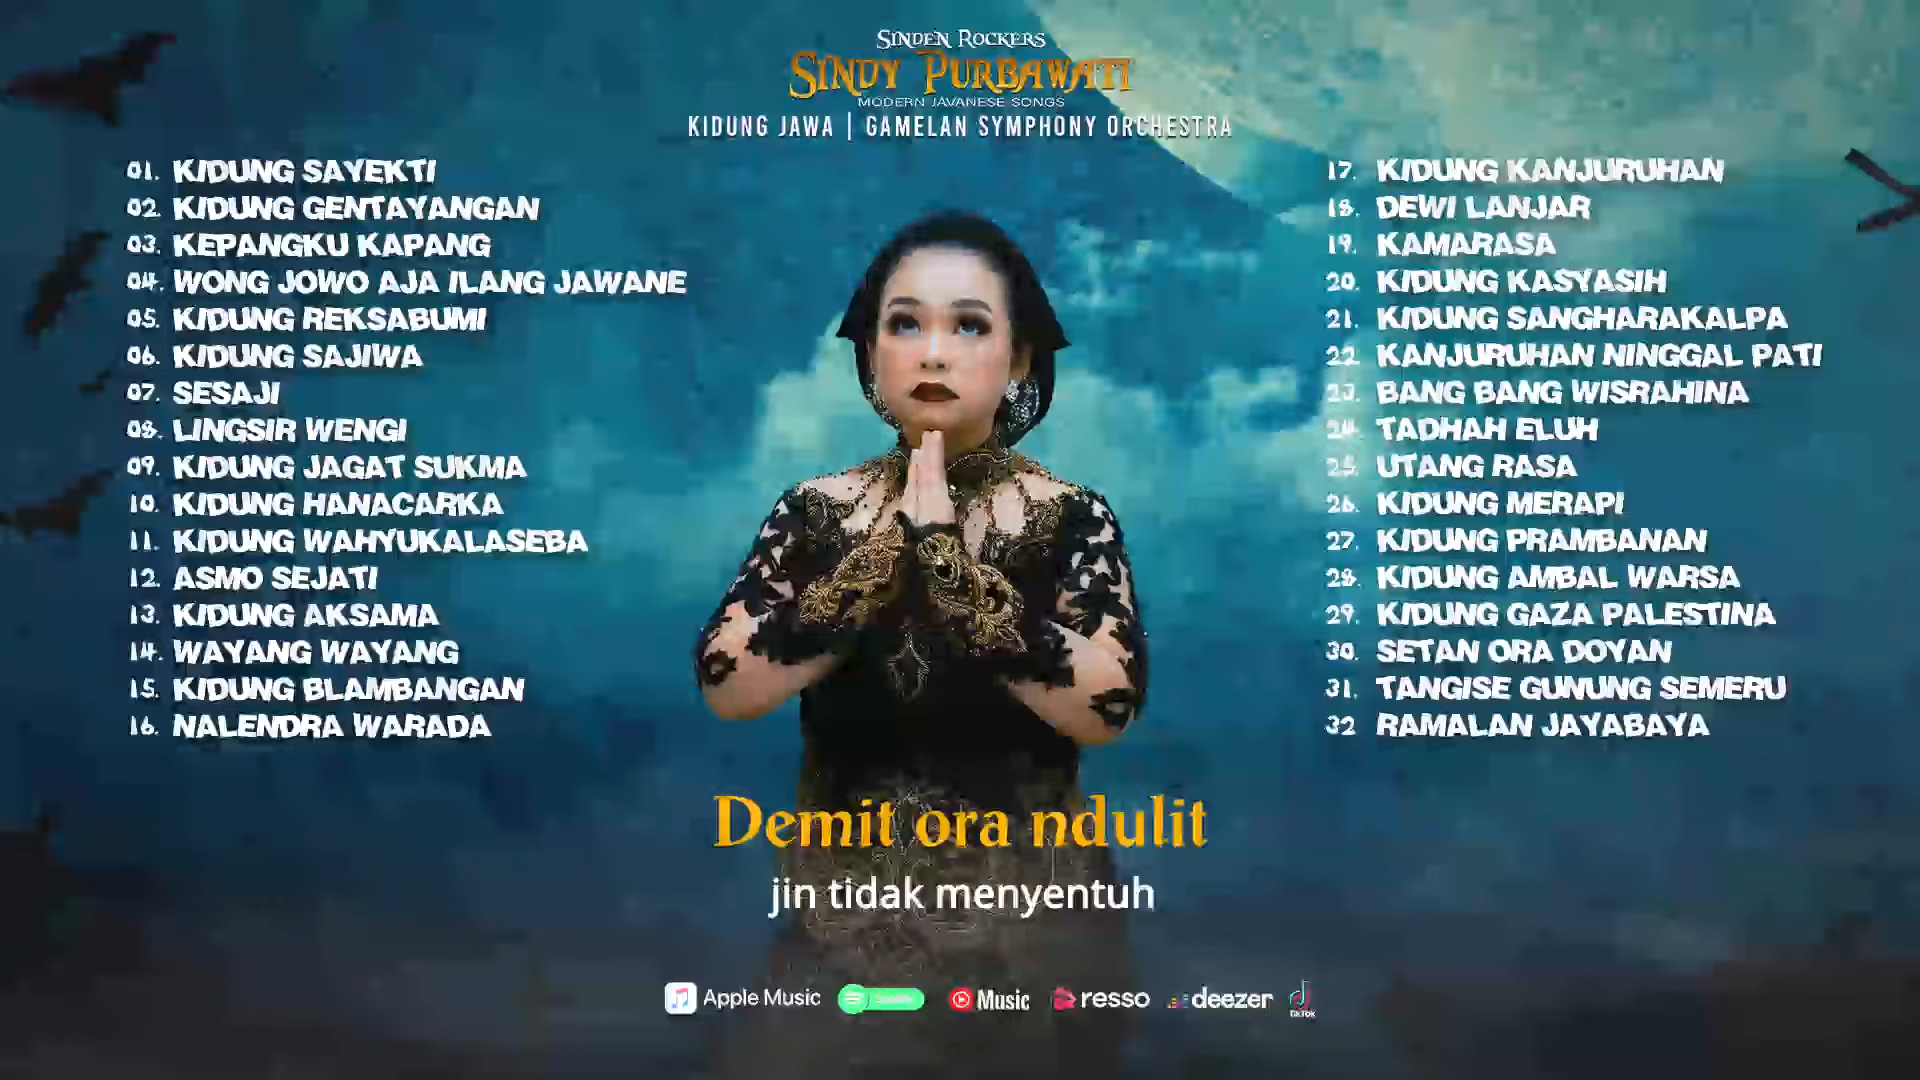 SINDEN ROCKERS
SINDY PURBAWATI
MODERN JAVANESE SONGS
KIDUNG JAWA | GAMELAN SYMPHONY ORCHESTRA
01. KIDUNG SAYEKTI
02 KIDUNG GENTAYANGAN
03. KEPANGKU KAPANG
04. WONG JOWO AJA ILANG JAWANE
05. KIDUNG REKSABUMI
06. KIDUNG SAJIWA
07. SESAJI
08. LINGSIR WENGI
09. KIDUNG JAGAT SUKMA
10. KIDUNG HANACARKA
11. KIDUNG WAHYUKALASEBA
12. ASMO SEJATI
13. KIDUNG AKSAMA
14. WAYANG WAYANG
15. KIDUNG BLAMBANGAN
16. NALENDRA WARADA
17. KIDUNG KANJURUHAN
18. DEWI LANJAR
19. KAMARASA
20. KIDUNG KASYASIH
21. KIDUNG SANGHARAKALPA
22. KANJURUHAN NINGGAL PATI
23. BANG BANG WISRAHINA
24. TADHAH ELUH
25. UTANG RASA
26. KIDUNG MERAPI
27. KIDUNG PRAMBANAN
28. KIDUNG AMBAL WARSA
29. KIDUNG GAZA PALESTINA
30. SETAN ORA DOYAN
31. TANGISE GUNUNG SEMERU
32 RAMALAN JAYABAYA
Demit ora ndulit
jin tidak menyentuh
Apple Music Spotify Music resso deezer TikTok